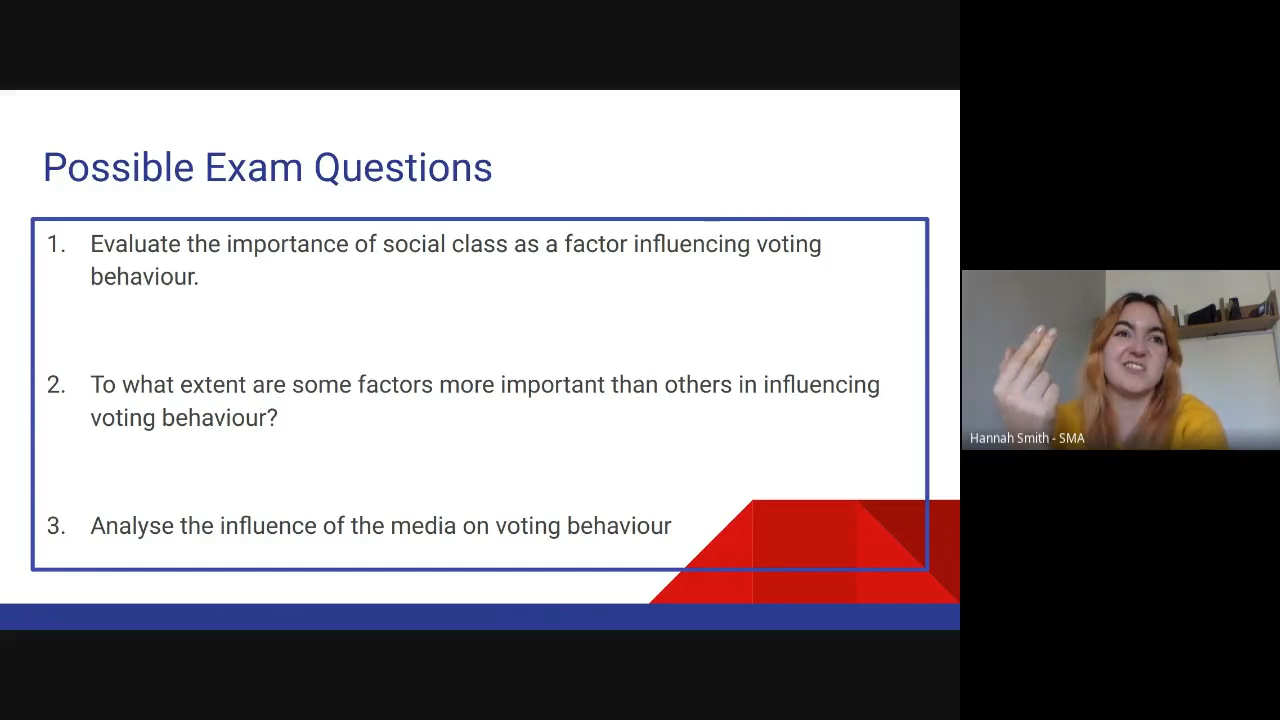 Possible Exam Questions
1. Evaluate the importance of social class as a factor influencing voting
behaviour.
2. To what extent are some factors more important than others in influencing
voting behaviour?
3. Analyse the influence of the media on voting behaviour
Hannah Smith - SMA